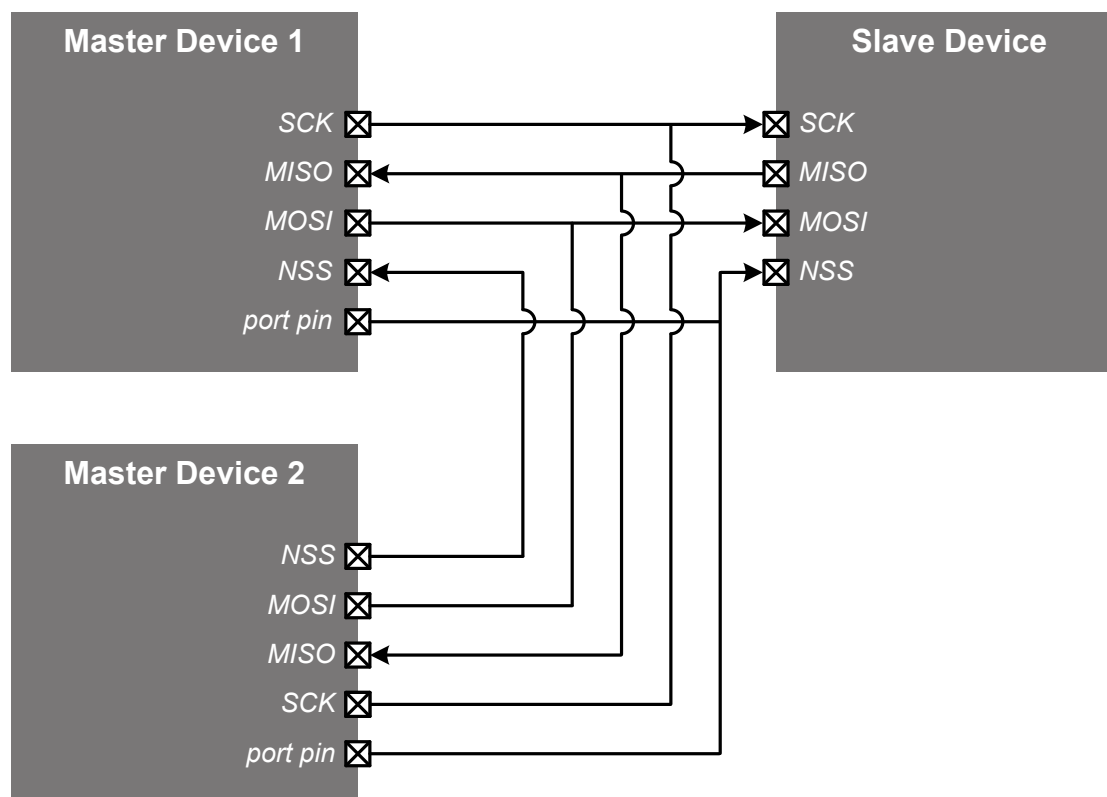 Master Device 1
SCK
MISO
MOSI
NSS
port pin
Slave Device
SCK
MISO
MOSI
NSS
Master Device 2
NSS
MOSI
MISO
SCK
port pin